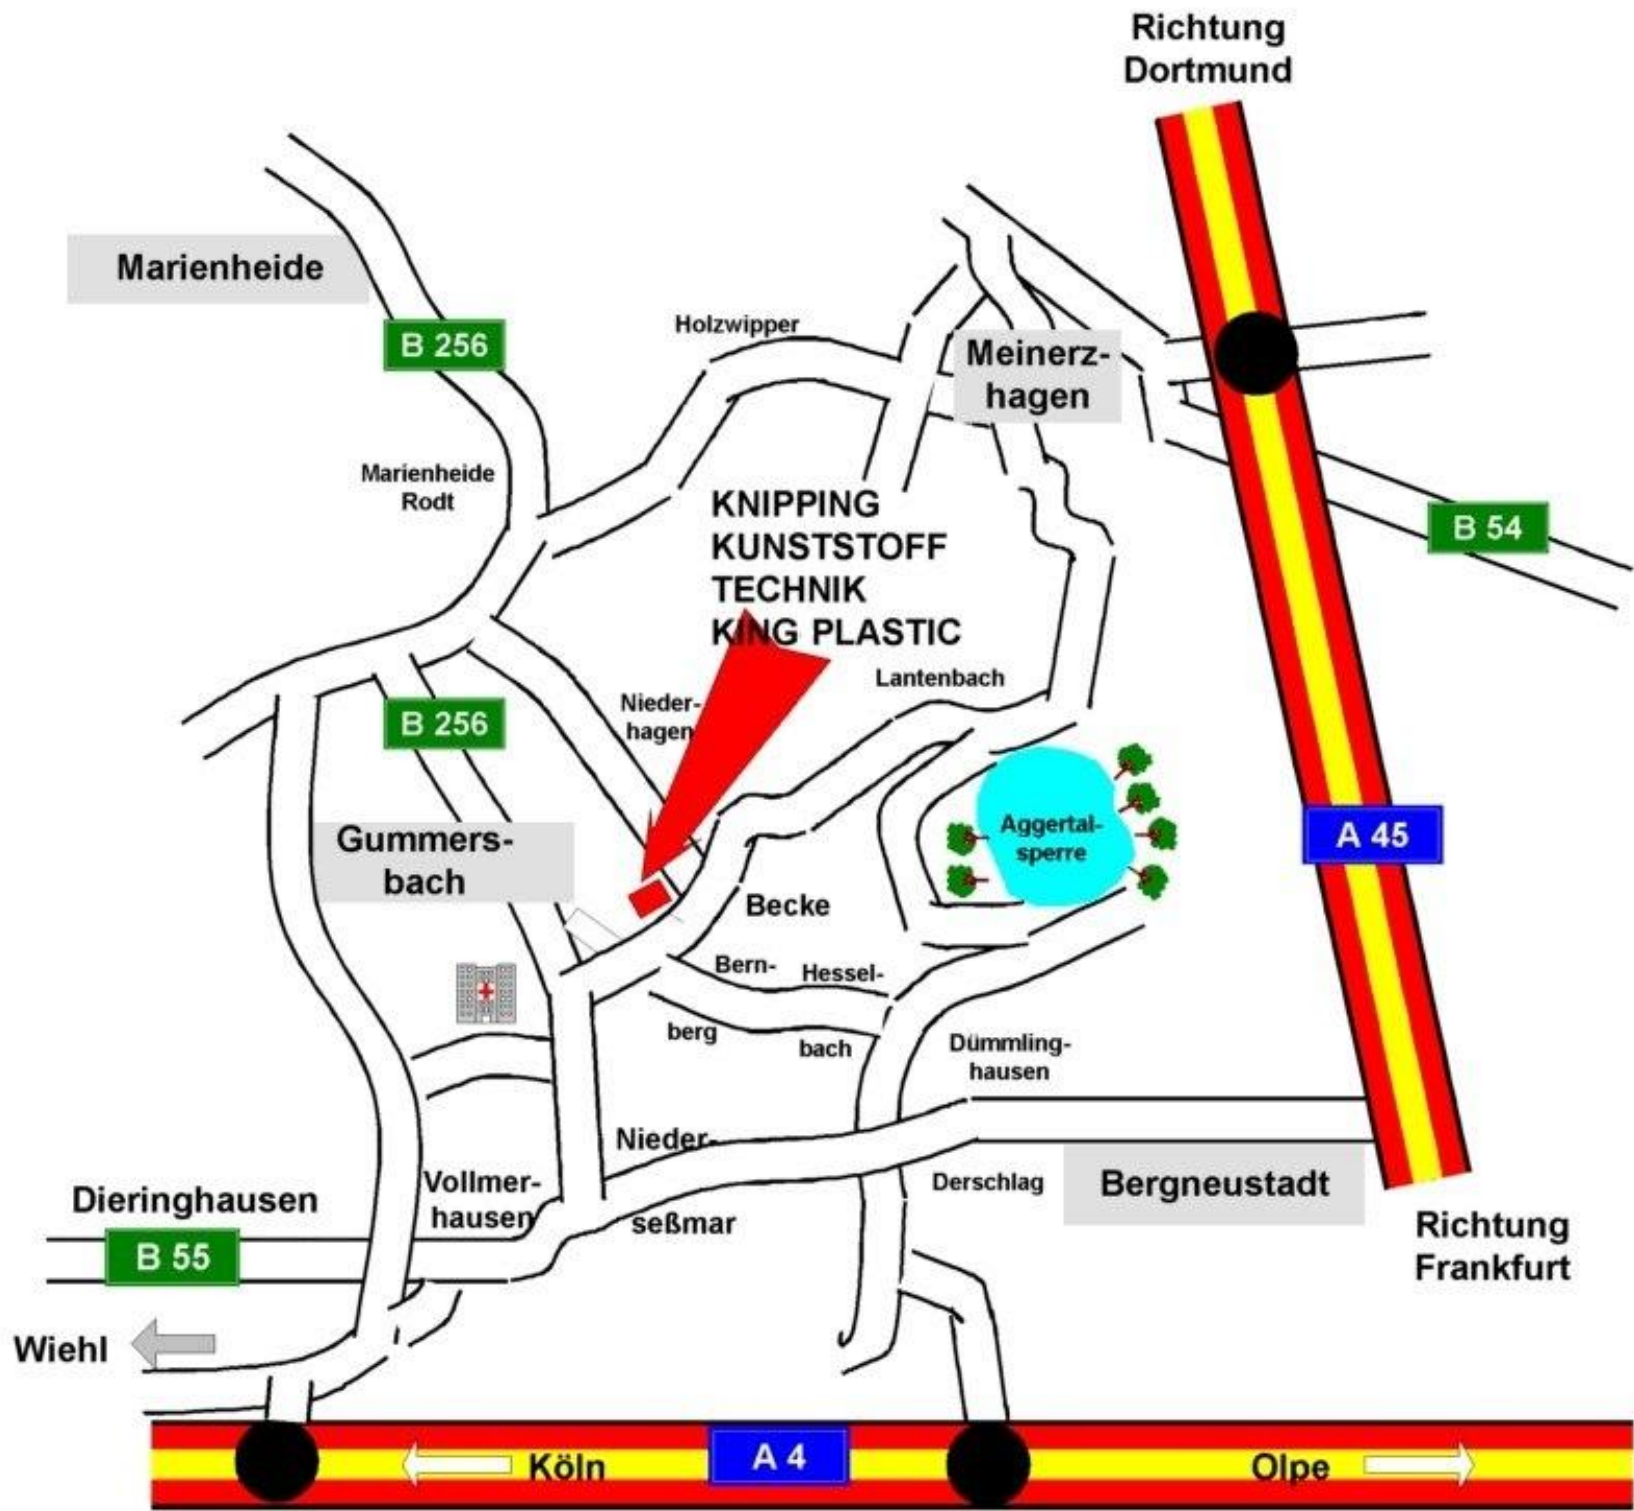 Richtung
Dortmund
Marienheide
B 256
Holzwipper
Meinerz-
hagen
Marienheide
Rodt
KNIPPING
KUNSTSTOFF
TECHNIK
KING PLASTIC
B 54
Lantenbach
Nieder-
hagen
B 256
Gummers-
bach
Aggertal-
sperre
A 45
Becke
Bern-
berg
Hessel-
bach
Dümmling-
hausen
Nieder-
seßmar
Vollmer-
hausen
Dieringhausen
B 55
Derschlag
Bergneustadt
Richtung
Frankfurt
Wiehl
Köln
A 4
Olpe